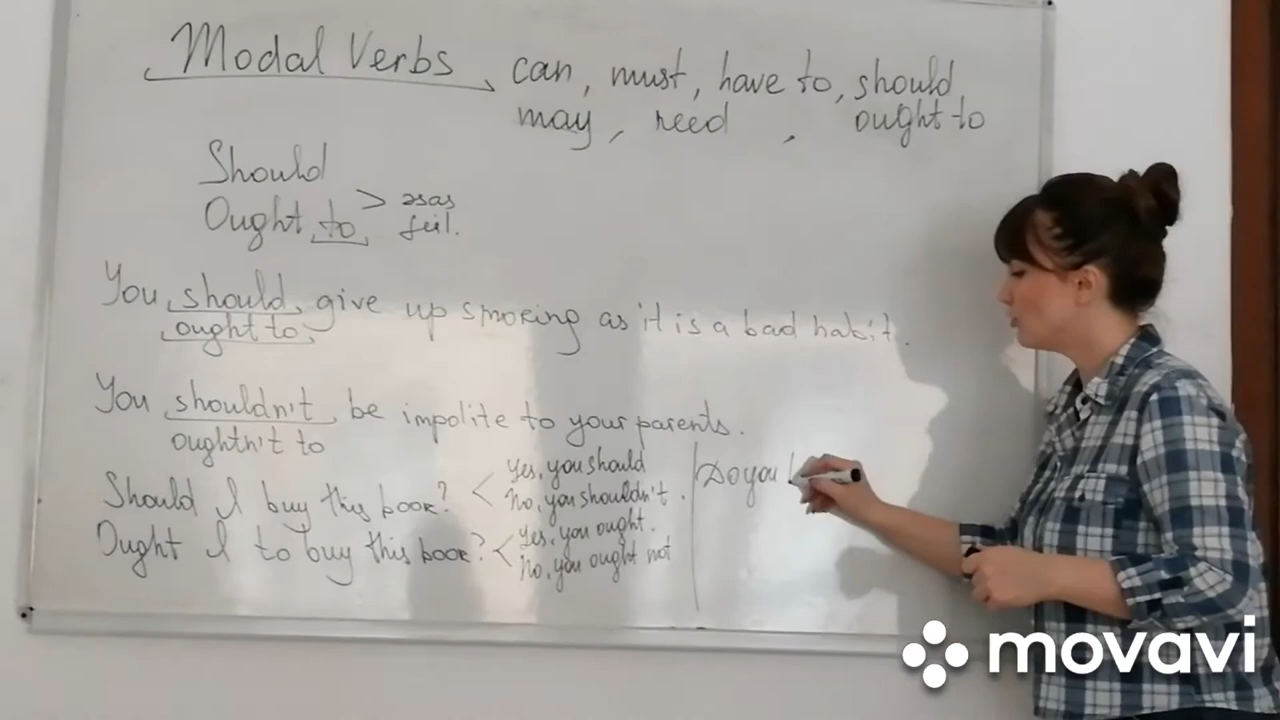 Modal Verbs can, must, have to, should,
may, need , ought to
Should
Ought to > əsas feil.
You should give up smoking as it is a bad habit.
ought to
You shouldn't be impolite to your parents.
oughtn't to
Should I buy this book? < Yes, you should
No, you shouldn't.
Ought I to buy this book? < Yes, you ought.
No, you ought not
Do you
movavi